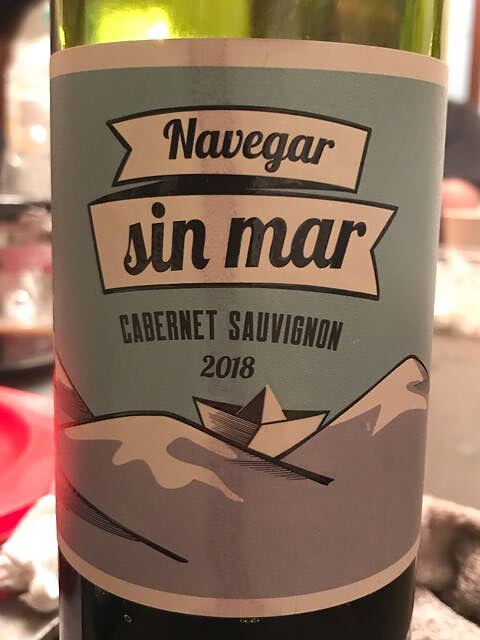 Navegar
sin mar
CABERNET SAUVIGNON
2018